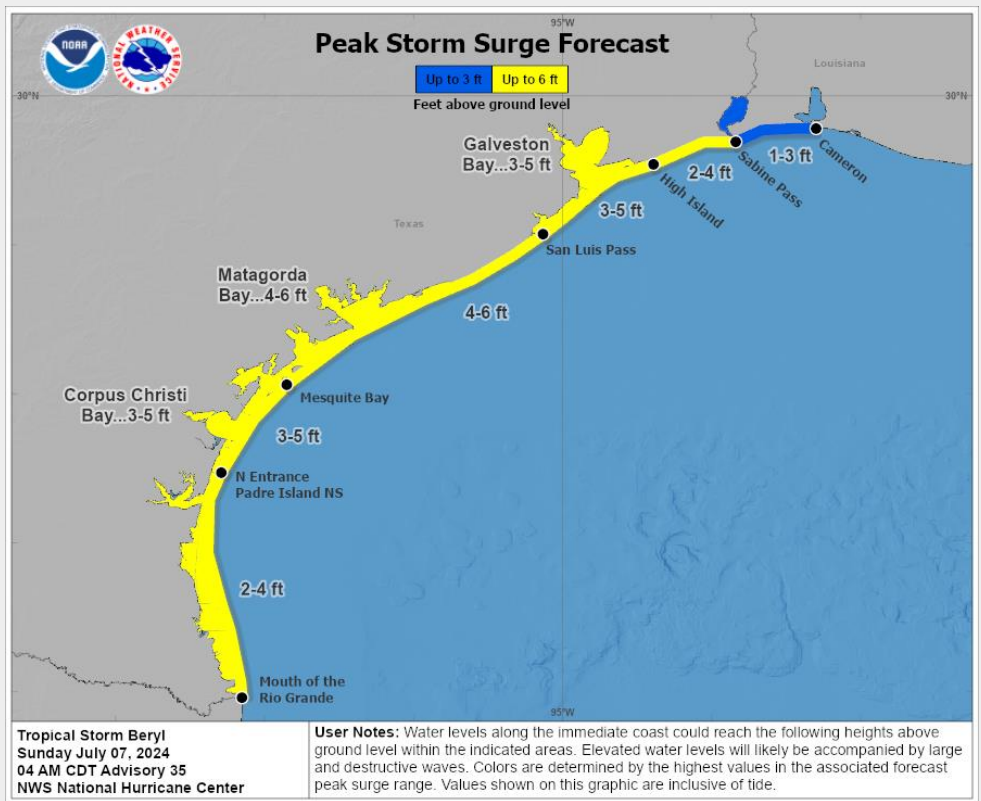 NOAA
NATIONAL WEATHER SERVICE
95°W
Peak Storm Surge Forecast
Up to 3 ft Up to 6 ft
Feet above ground level
Louisiana
30°N
30°N
Galveston
Bay...3-5 ft
1-3 ft
Cameron
2-4 ft
Sabine Pass
High Island
3-5 ft
Texas
San Luis Pass
Matagorda
Bay...4-6 ft
4-6 ft
Corpus Christi
Bay...3-5 ft
Mesquite Bay
3-5 ft
N Entrance
Padre Island NS
2-4 ft
Mouth of the
Rio Grande
95°W
Tropical Storm Beryl
Sunday July 07, 2024
04 AM CDT Advisory 35
NWS National Hurricane Center
User Notes: Water levels along the immediate coast could reach the following heights above
ground level within the indicated areas. Elevated water levels will likely be accompanied by large
and destructive waves. Colors are determined by the highest values in the associated forecast
peak surge range. Values shown on this graphic are inclusive of tide.